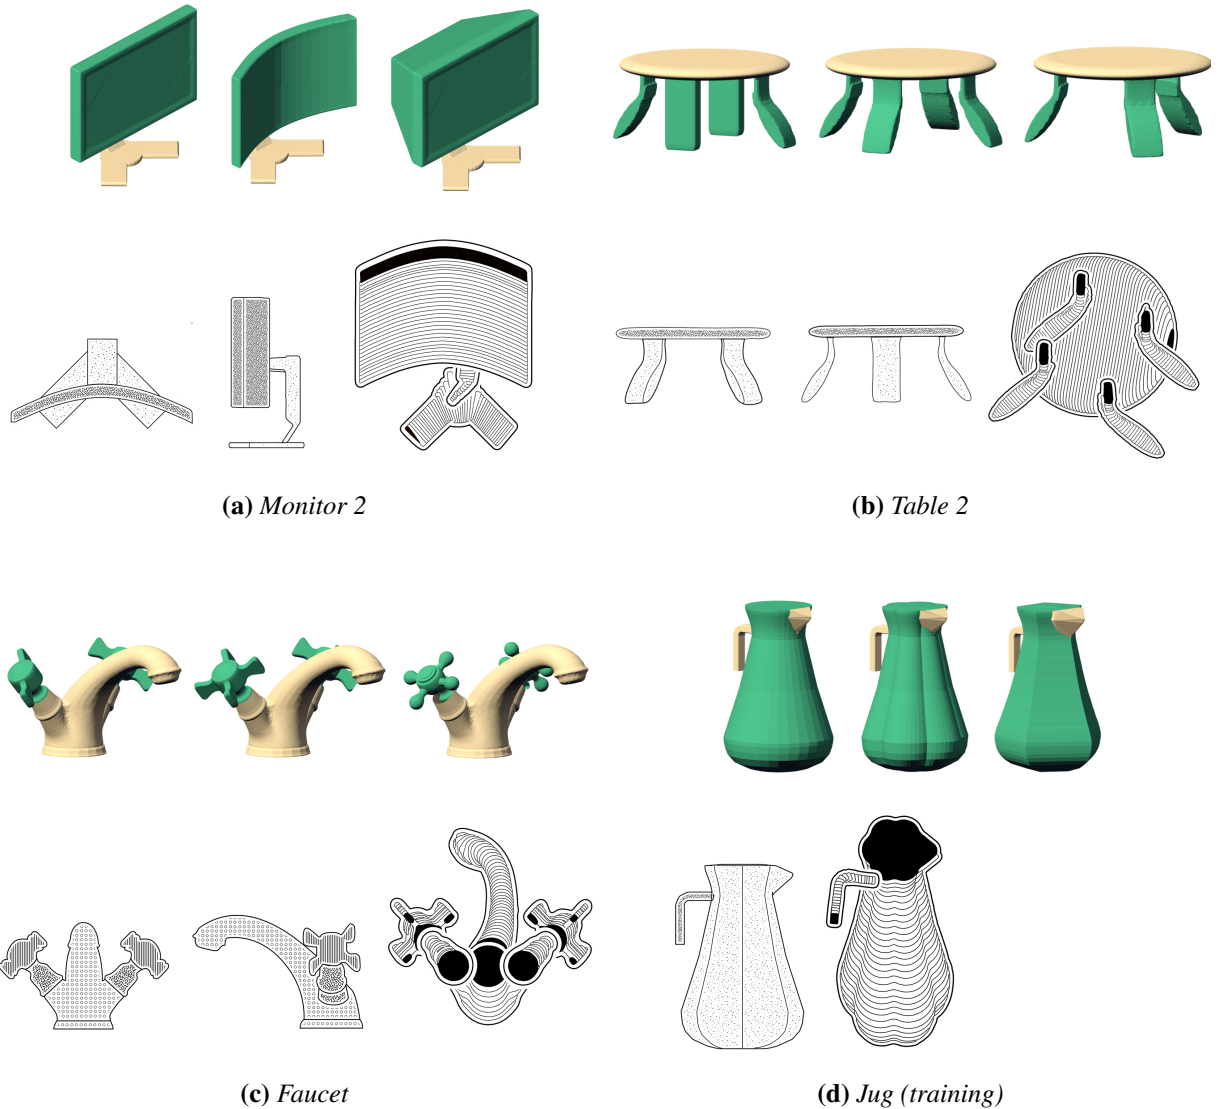 (a) Monitor 2
(b) Table 2
(c) Faucet
(d) Jug (training)